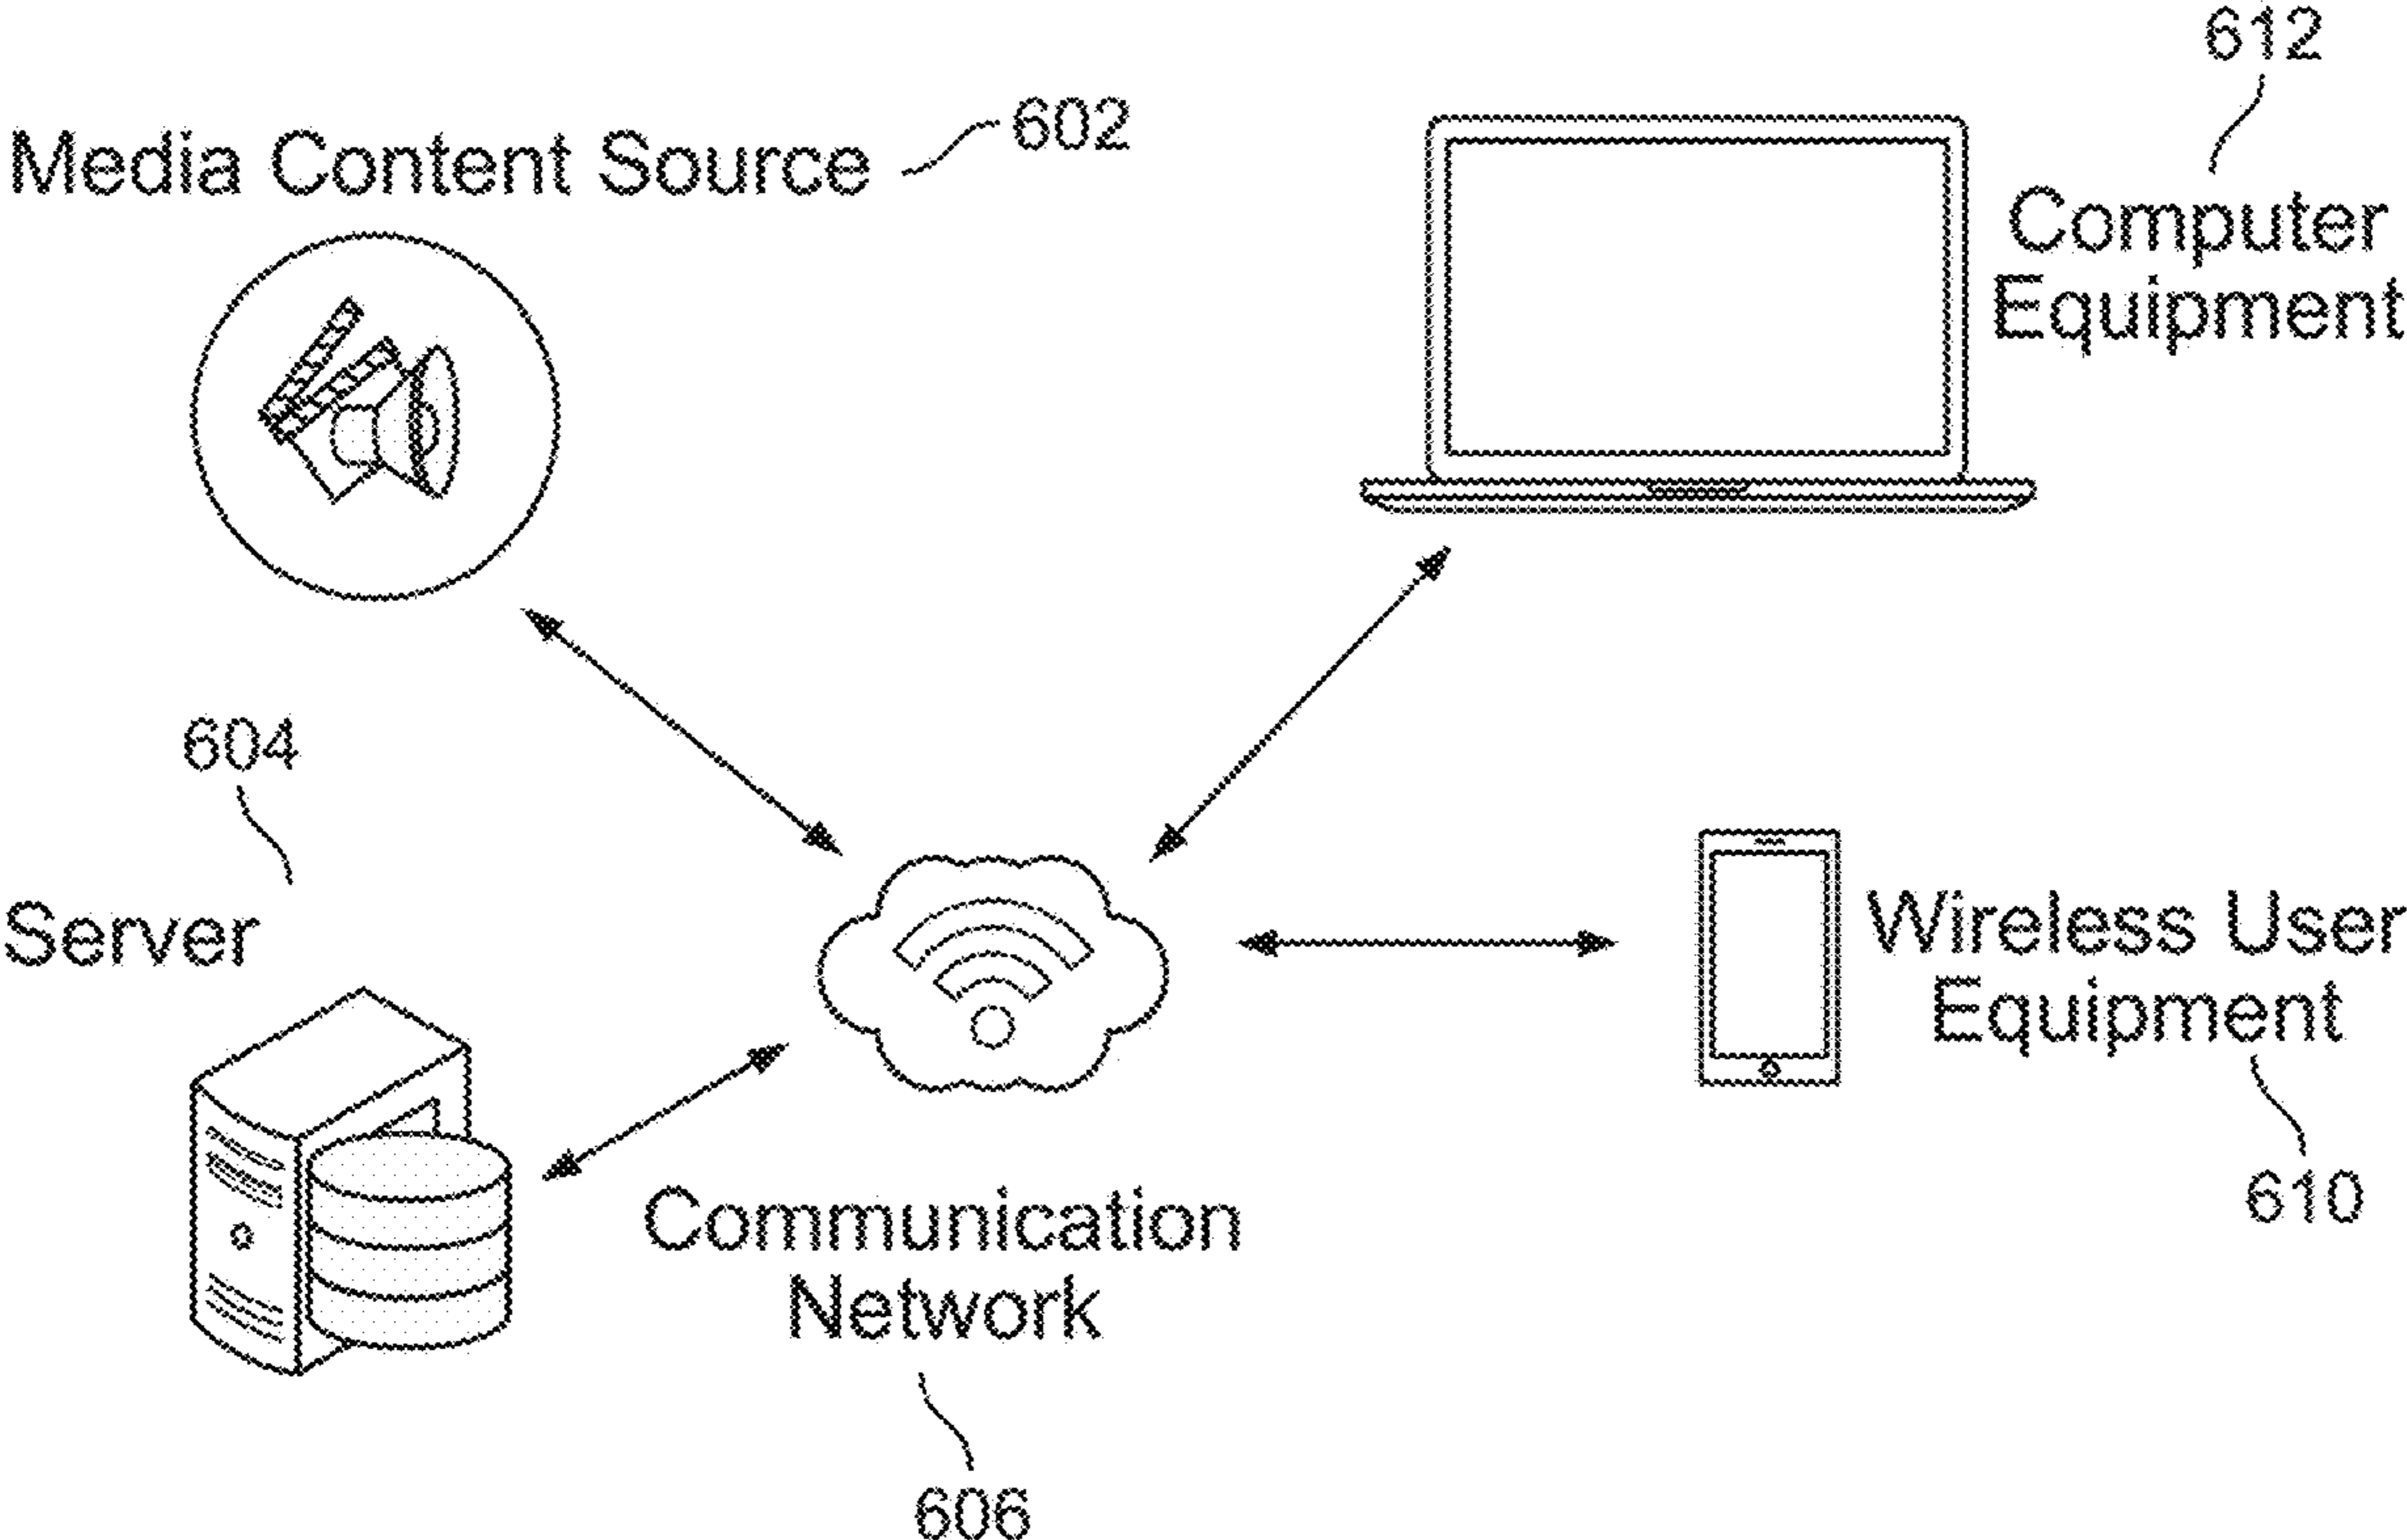 612
602
Media Content Source
Computer
Equipment
604
Server
Wireless User
Equipment
610
Communication
Network
606